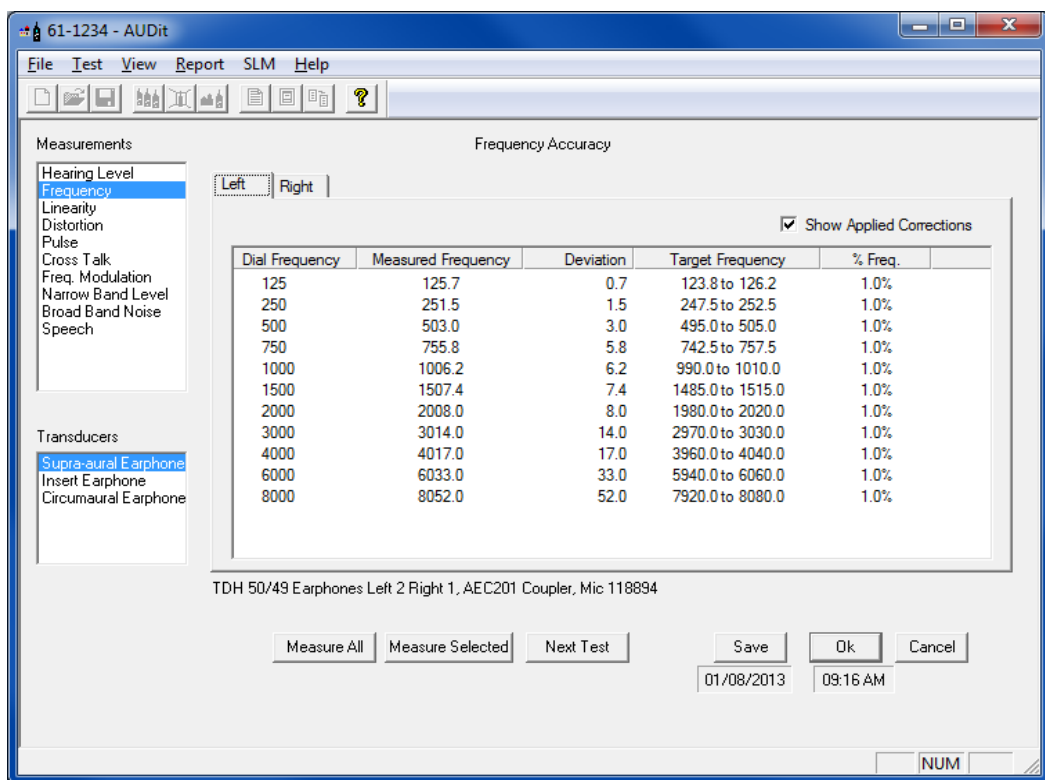 61-1234 - AUDit
File Test View Report SLM Help
Measurements
Frequency Accuracy
Hearing Level
Frequency
Linearity
Distortion
Pulse
Cross Talk
Freq. Modulation
Narrow Band Level
Broad Band Noise
Speech
Left Right
Show Applied Corrections
Dial Frequency Measured Frequency Deviation Target Frequency % Freq.
125 125.7 0.7 123.8 to 126.2 1.0%
250 251.5 1.5 247.5 to 252.5 1.0%
500 503.0 3.0 495.0 to 505.0 1.0%
750 755.8 5.8 742.5 to 757.5 1.0%
1000 1006.2 6.2 990.0 to 1010.0 1.0%
1500 1507.4 7.4 1485.0 to 1515.0 1.0%
2000 2008.0 8.0 1980.0 to 2020.0 1.0%
3000 3014.0 14.0 2970.0 to 3030.0 1.0%
4000 4017.0 17.0 3960.0 to 4040.0 1.0%
6000 6033.0 33.0 5940.0 to 6060.0 1.0%
8000 8052.0 52.0 7920.0 to 8080.0 1.0%
Transducers
Supra-aural Earphone
Insert Earphone
Circumaural Earphone
TDH 50/49 Earphones Left 2 Right 1, AEC201 Coupler, Mic 118894
Measure All Measure Selected Next Test Save Ok Cancel
01/08/2013 09:16 AM
NUM